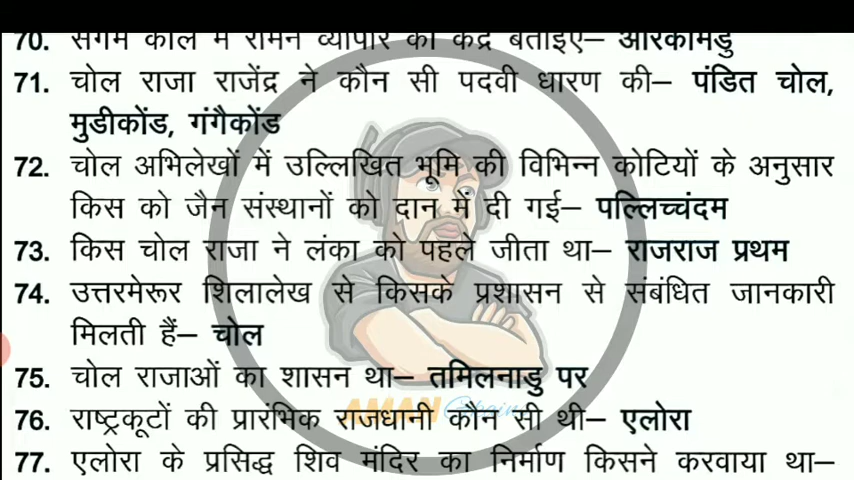 70. संगम काल में रोमन व्यापार का केंद्र बताइए– अरिकामेडु
71. चोल राजा राजेंद्र ने कौन सी पदवी धारण की– पंडित चोल,
मुडीकोंड, गंगैकोंड
72. चोल अभिलेखों में उल्लिखित भूमि की विभिन्न कोटियों के अनुसार
किस को जैन संस्थानों को दान में दी गई– पल्लिच्चंदम
73. किस चोल राजा ने लंका को पहले जीता था– राजराज प्रथम
74. उत्तरमेरूर शिलालेख से किसके प्रशासन से संबंधित जानकारी
मिलती हैं– चोल
75. चोल राजाओं का शासन था– तमिलनाडु पर
AMAN
76. राष्ट्रकूटों की प्रारंभिक राजधानी कौन सी थी– एलोरा
77. एलोरा के प्रसिद्ध शिव मंदिर का निर्माण किसने करवाया था–